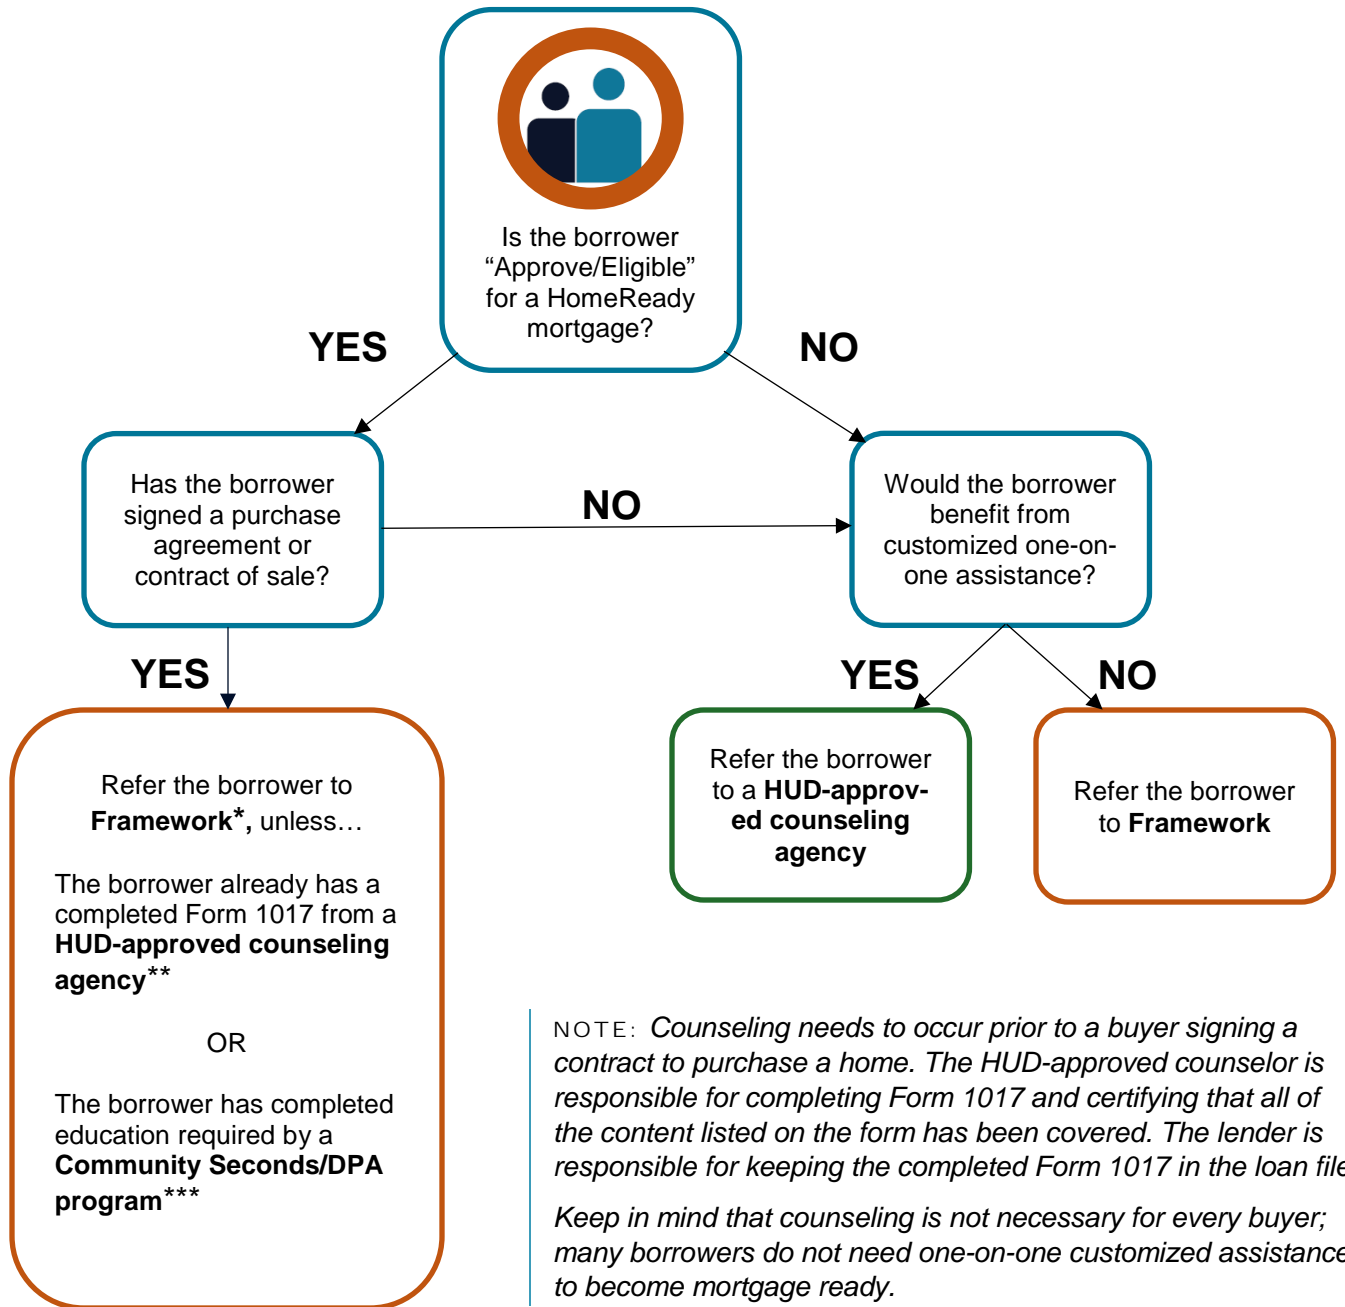 Is the borrower
“Approve/Eligible”
for a HomeReady
mortgage?
YES
NO
Has the borrower
signed a purchase
agreement or
contract of sale?
NO
Would the borrower
benefit from
customized one-on-
one assistance?
YES
YES
NO
Refer the borrower to
Framework*, unless…
The borrower already has a
completed Form 1017 from a
HUD-approved counseling
agency**
OR
The borrower has completed
education required by a
Community Seconds/DPA
program***
Refer the borrower
to a HUD-approv-
ed counseling
agency
Refer the borrower
to Framework
NOTE: Counseling needs to occur prior to a buyer signing a
contract to purchase a home. The HUD-approved counselor is
responsible for completing Form 1017 and certifying that all of
the content listed on the form has been covered. The lender is
responsible for keeping the completed Form 1017 in the loan file
Keep in mind that counseling is not necessary for every buyer;
many borrowers do not need one-on-one customized assistance
to become mortgage ready.